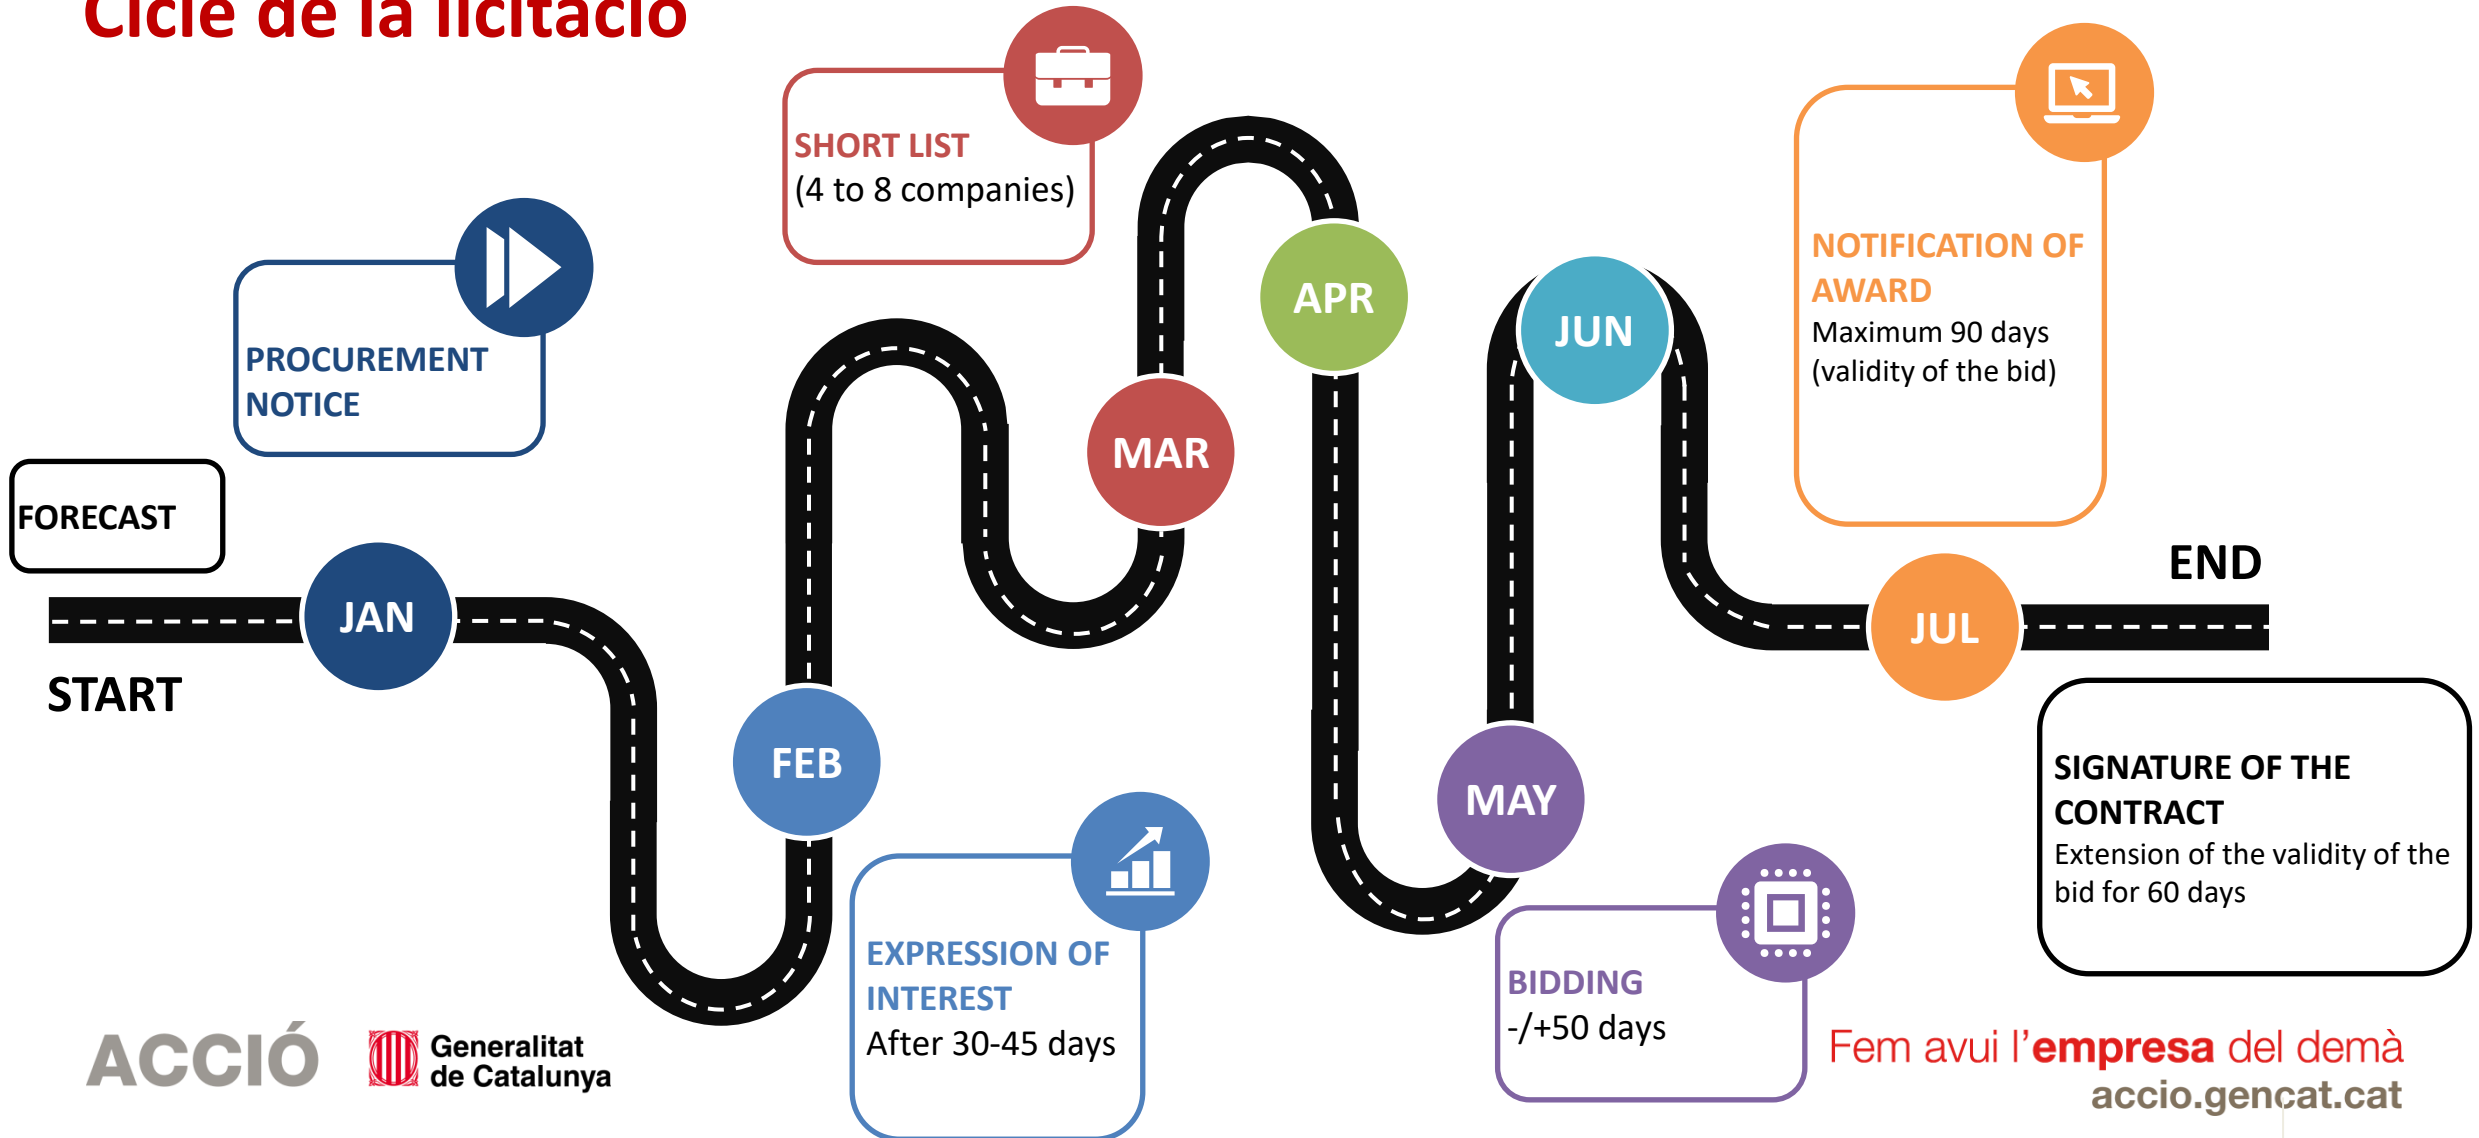 Cicle de la licitació
SHORT LIST
(4 to 8 companies)
PROCUREMENT
NOTICE
NOTIFICATION OF
AWARD
Maximum 90 days
(validity of the bid)
FORECAST
START
JAN
FEB
MAR
APR
MAY
JUN
JUL
END
EXPRESSION OF
INTEREST
After 30-45 days
BIDDING
-/+50 days
SIGNATURE OF THE
CONTRACT
Extension of the validity of the
bid for 60 days
ACCIÓ
Generalitat
de Catalunya
Fem avui l'empresa del demà
accio.gencat.cat